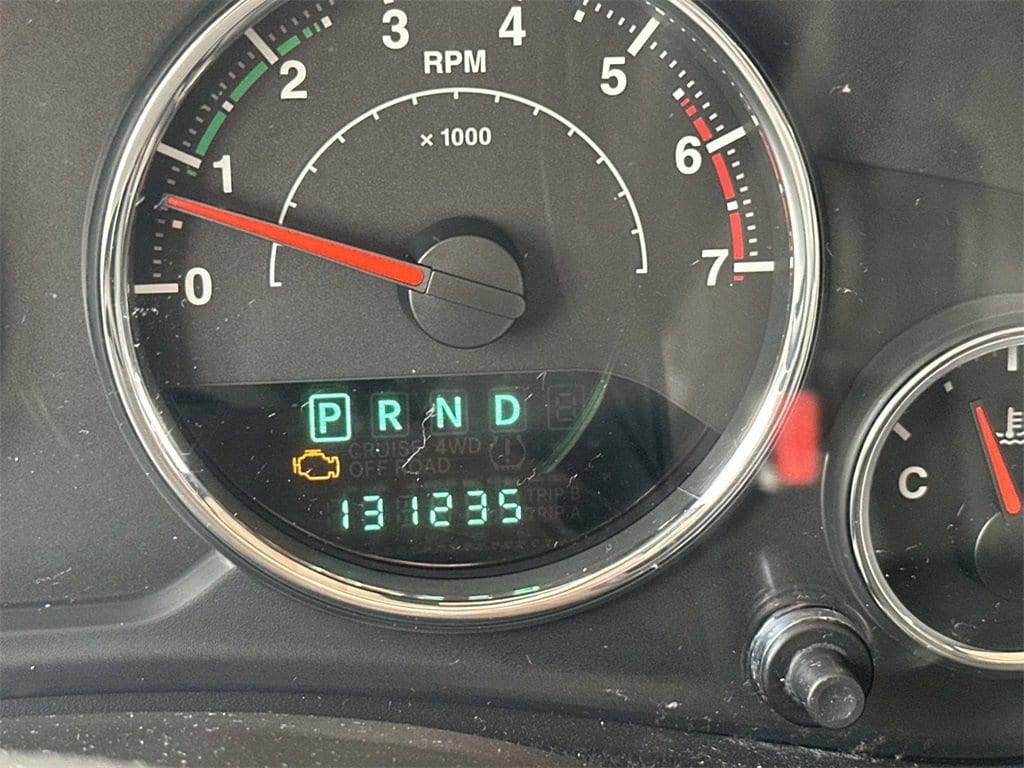 3 4
2 RPM 5
× 1000
1 6
0 7
P R N D
CRUISE 4WD
OFF ROAD
C
131235 TRIP B
TRIP A